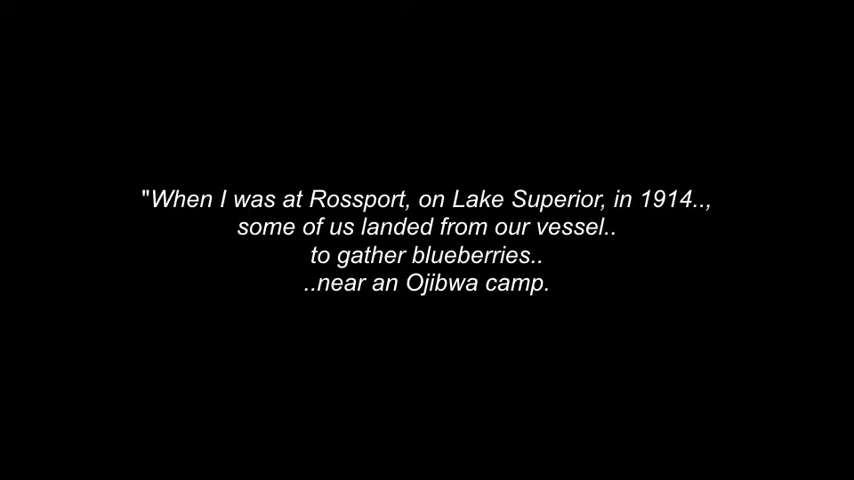 "When I was at Rossport, on Lake Superior, in 1914..,
some of us landed from our vessel..
to gather blueberries..
..near an Ojibwa camp.